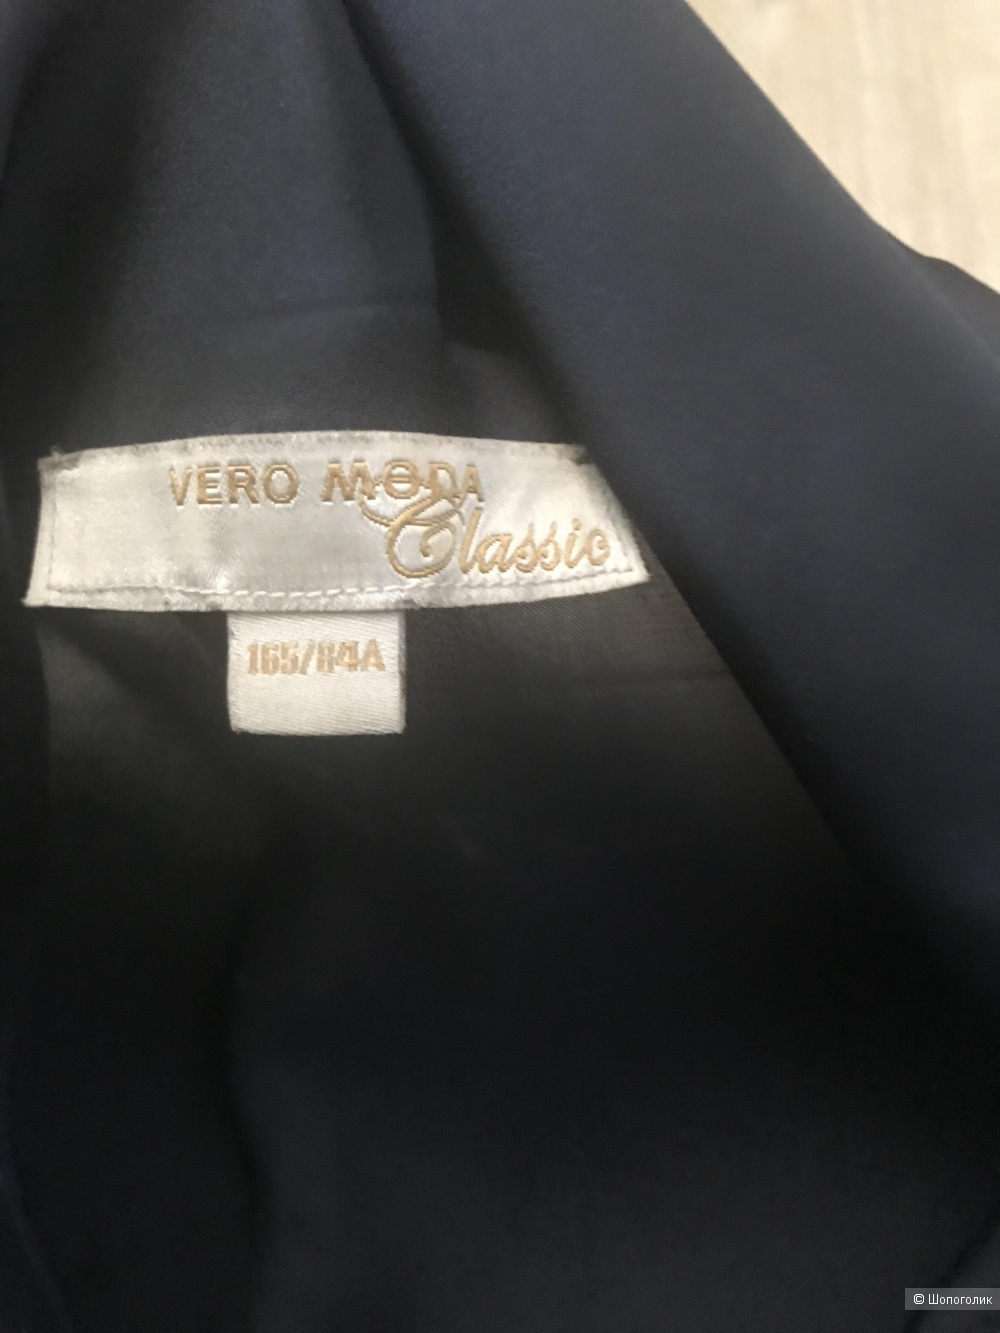 VERO MODA
Classic
165/84A
© Шопоголик